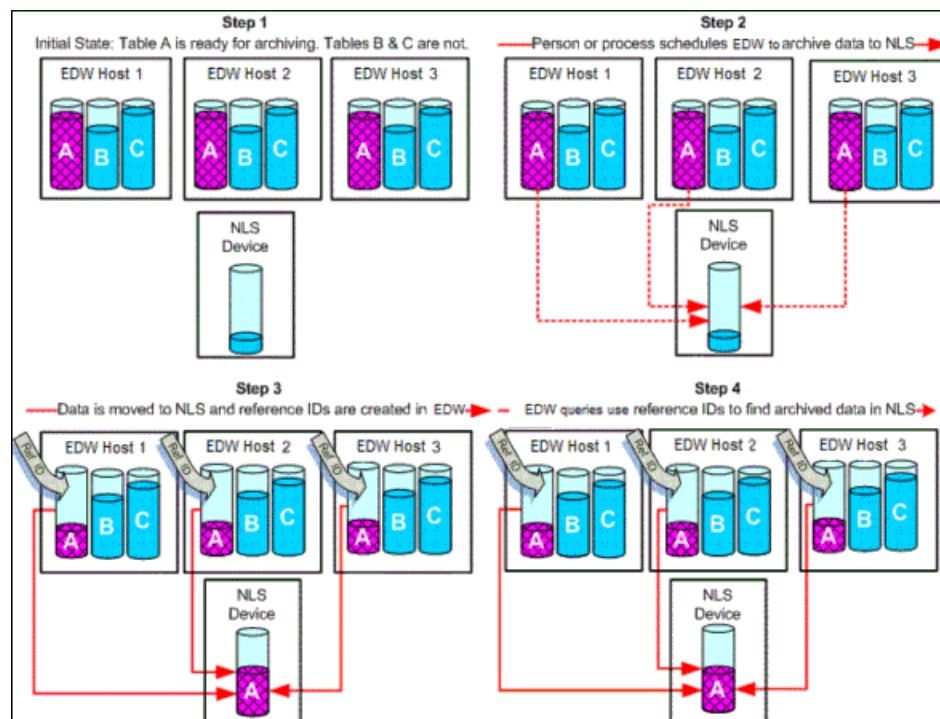 Step 1
Initial State: Table A is ready for archiving. Tables B & C are not.
EDW Host 1
EDW Host 2
EDW Host 3
A B C
A B C
A B C
NLS
Device
Step 2
Person or process schedules EDW to archive data to NLS
EDW Host 1
EDW Host 2
EDW Host 3
A B C
A B C
A B C
NLS
Device
Step 3
Data is moved to NLS and reference IDs are created in EDW
EDW Host 1
EDW Host 2
EDW Host 3
Ref ID
Ref ID
Ref ID
A B C
A B C
A B C
NLS
Device
A
Step 4
EDW queries use reference IDs to find archived data in NLS
EDW Host 1
EDW Host 2
EDW Host 3
Ref ID
Ref ID
Ref ID
A B C
A B C
A B C
NLS
Device
A